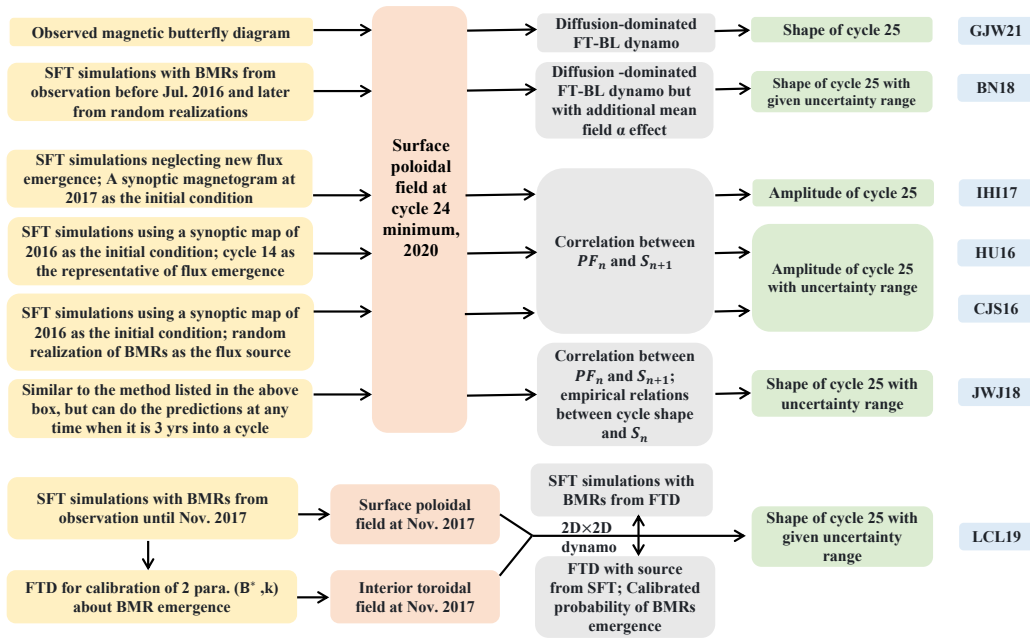 Observed magnetic butterfly diagram
Diffusion-dominated
FT-BL dynamo
Shape of cycle 25
GJW21
SFT simulations with BMRs from
observation before Jul. 2016 and later
from random realizations
Diffusion -dominated
FT-BL dynamo but
with additional mean
field α effect
Shape of cycle 25 with
given uncertainty range
BN18
Surface
poloidal
field at
cycle 24
minimum,
2020
SFT simulations neglecting new flux
emergence; A synoptic magnetogram at
2017 as the initial condition
Amplitude of cycle 25
IHI17
SFT simulations using a synoptic map of
2016 as the initial condition; cycle 14 as
the representative of flux emergence
Correlation between
PFₙ and Sₙ₊₁
Amplitude of cycle 25
with uncertainty range
HU16
SFT simulations using a synoptic map of
2016 as the initial condition; random
realization of BMRs as the flux source
CJS16
Similar to the method listed in the above
box, but can do the predictions at any
time when it is 3 yrs into a cycle
Correlation between
PFₙ and Sₙ₊₁;
empirical relations
between cycle shape
and Sₙ
Shape of cycle 25 with
uncertainty range
JWJ18
SFT simulations with BMRs from
observation until Nov. 2017
Surface poloidal
field at Nov. 2017
SFT simulations with
BMRs from FTD
2D×2D
dynamo
Shape of cycle 25 with
given uncertainty
range
LCL19
FTD for calibration of 2 para. (B* ,k)
about BMR emergence
Interior toroidal
field at Nov. 2017
FTD with source
from SFT; Calibrated
probability of BMRs
emergence